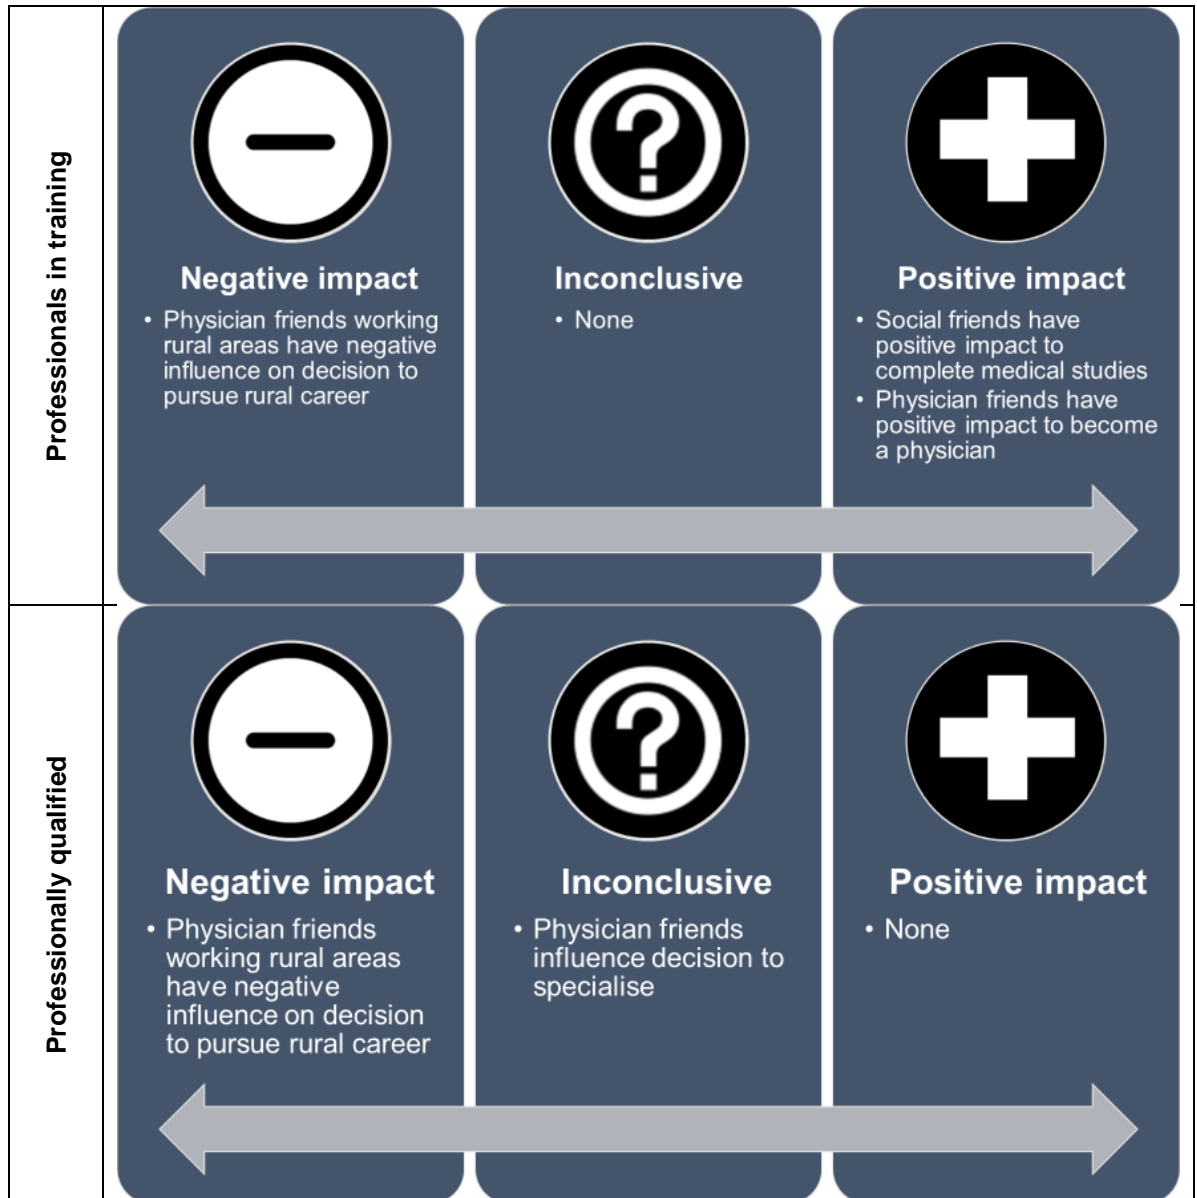 Professionals in training
Negative impact
• Physician friends working
rural areas have negative
influence on decision to
pursue rural career
Inconclusive
• None
Positive impact
• Social friends have
positive impact to
complete medical studies
• Physician friends have
positive impact to become
a physician
Professionally qualified
Negative impact
• Physician friends
working rural areas
have negative
influence on decision
to pursue rural career
Inconclusive
• Physician friends
influence decision to
specialise
Positive impact
• None